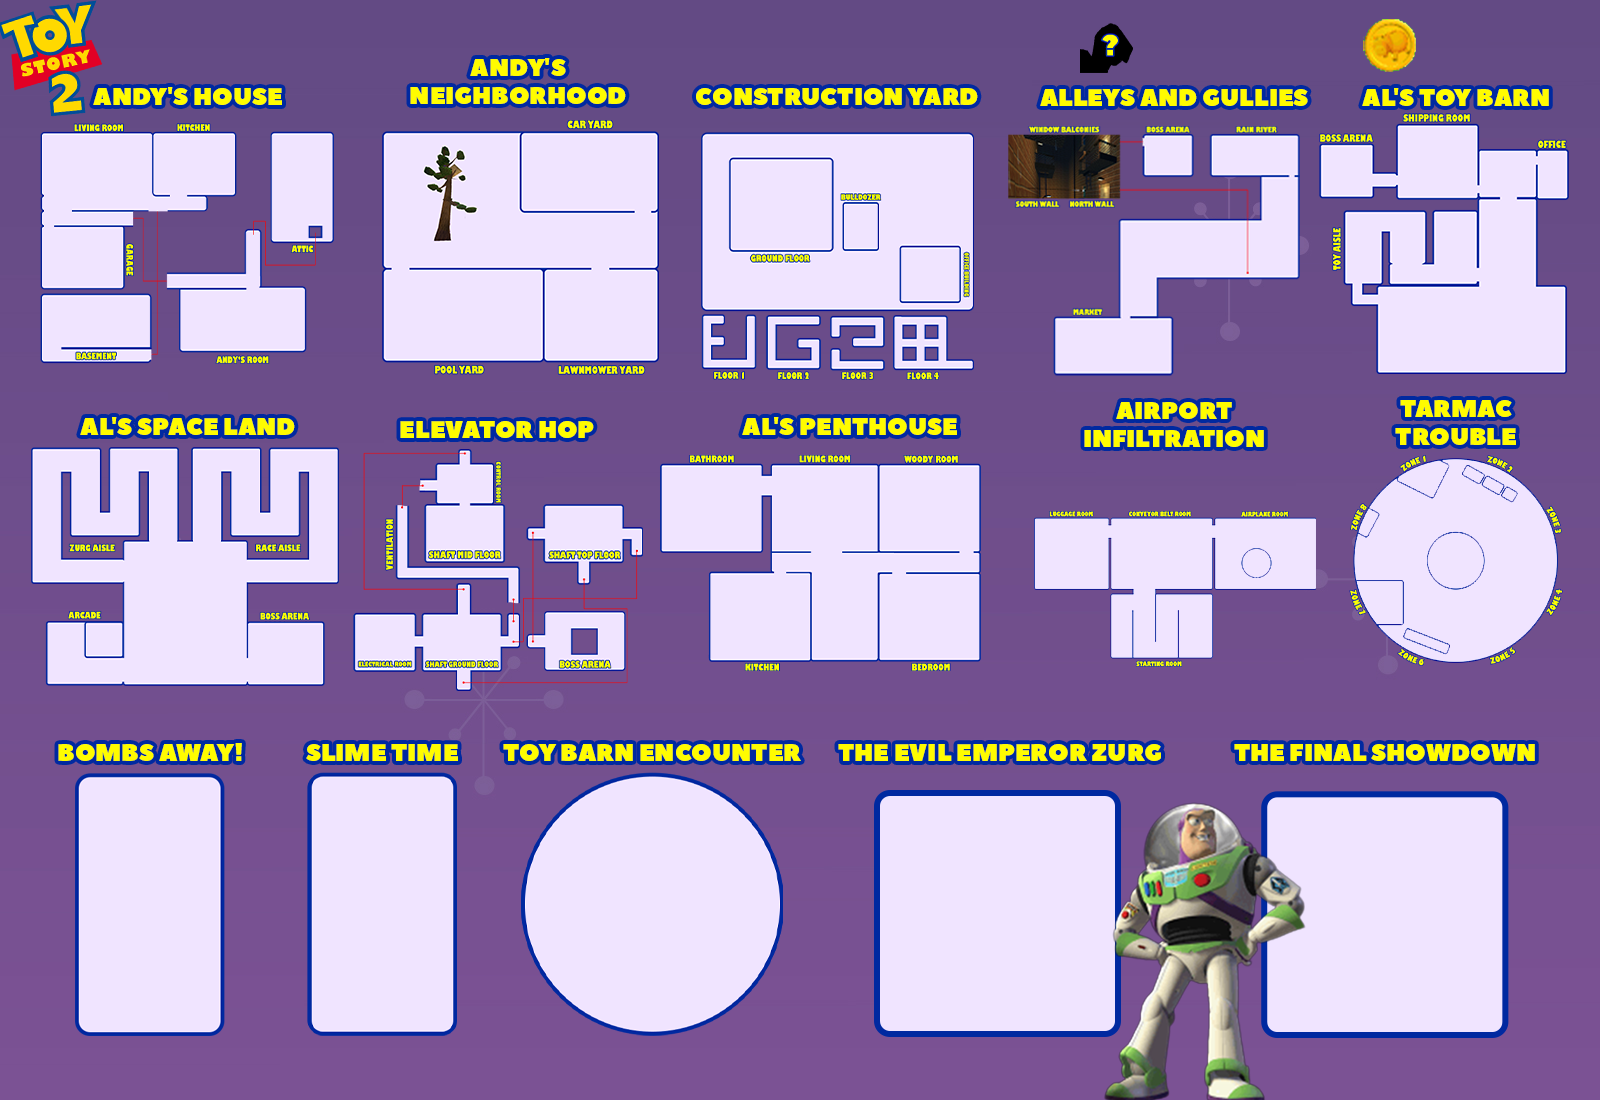 TOY
STORY
2
ANDY'S HOUSE
LIVING ROOM
KITCHEN
GARAGE
ATTIC
BASEMENT
ANDY'S ROOM
ANDY'S
NEIGHBORHOOD
CAR YARD
POOL YARD
LAWNMOWER YARD
CONSTRUCTION YARD
BULLDOZER
GROUND FLOOR
FLOOR 1
FLOOR 2
FLOOR 3
FLOOR 4
?
ALLEYS AND GULLIES
WINDOW BALCONIES
BOSS ARENA
RAIN RIVER
SOUTH WALL
NORTH WALL
MARKET
AL'S TOY BARN
SHIPPING ROOM
BOSS ARENA
OFFICE
TOY AISLE
AL'S SPACE LAND
ZURG AISLE
RACE AISLE
ARCADE
BOSS ARENA
ELEVATOR HOP
CONTROL ROOM
VENTILATION
SHAFT MID FLOOR
SHAFT TOP FLOOR
ELECTRICAL ROOM
SHAFT GROUND FLOOR
BOSS ARENA
AL'S PENTHOUSE
BATHROOM
LIVING ROOM
WOODY ROOM
KITCHEN
BEDROOM
AIRPORT
INFILTRATION
LUGGAGE ROOM
CONVEYOR BELT ROOM
AIRPLANE ROOM
STARTING ROOM
TARMAC
TROUBLE
ZONE 1
ZONE 2
ZONE 3
ZONE 4
ZONE 5
ZONE 6
ZONE 7
ZONE 8
BOMBS AWAY!
SLIME TIME
TOY BARN ENCOUNTER
THE EVIL EMPEROR ZURG
THE FINAL SHOWDOWN